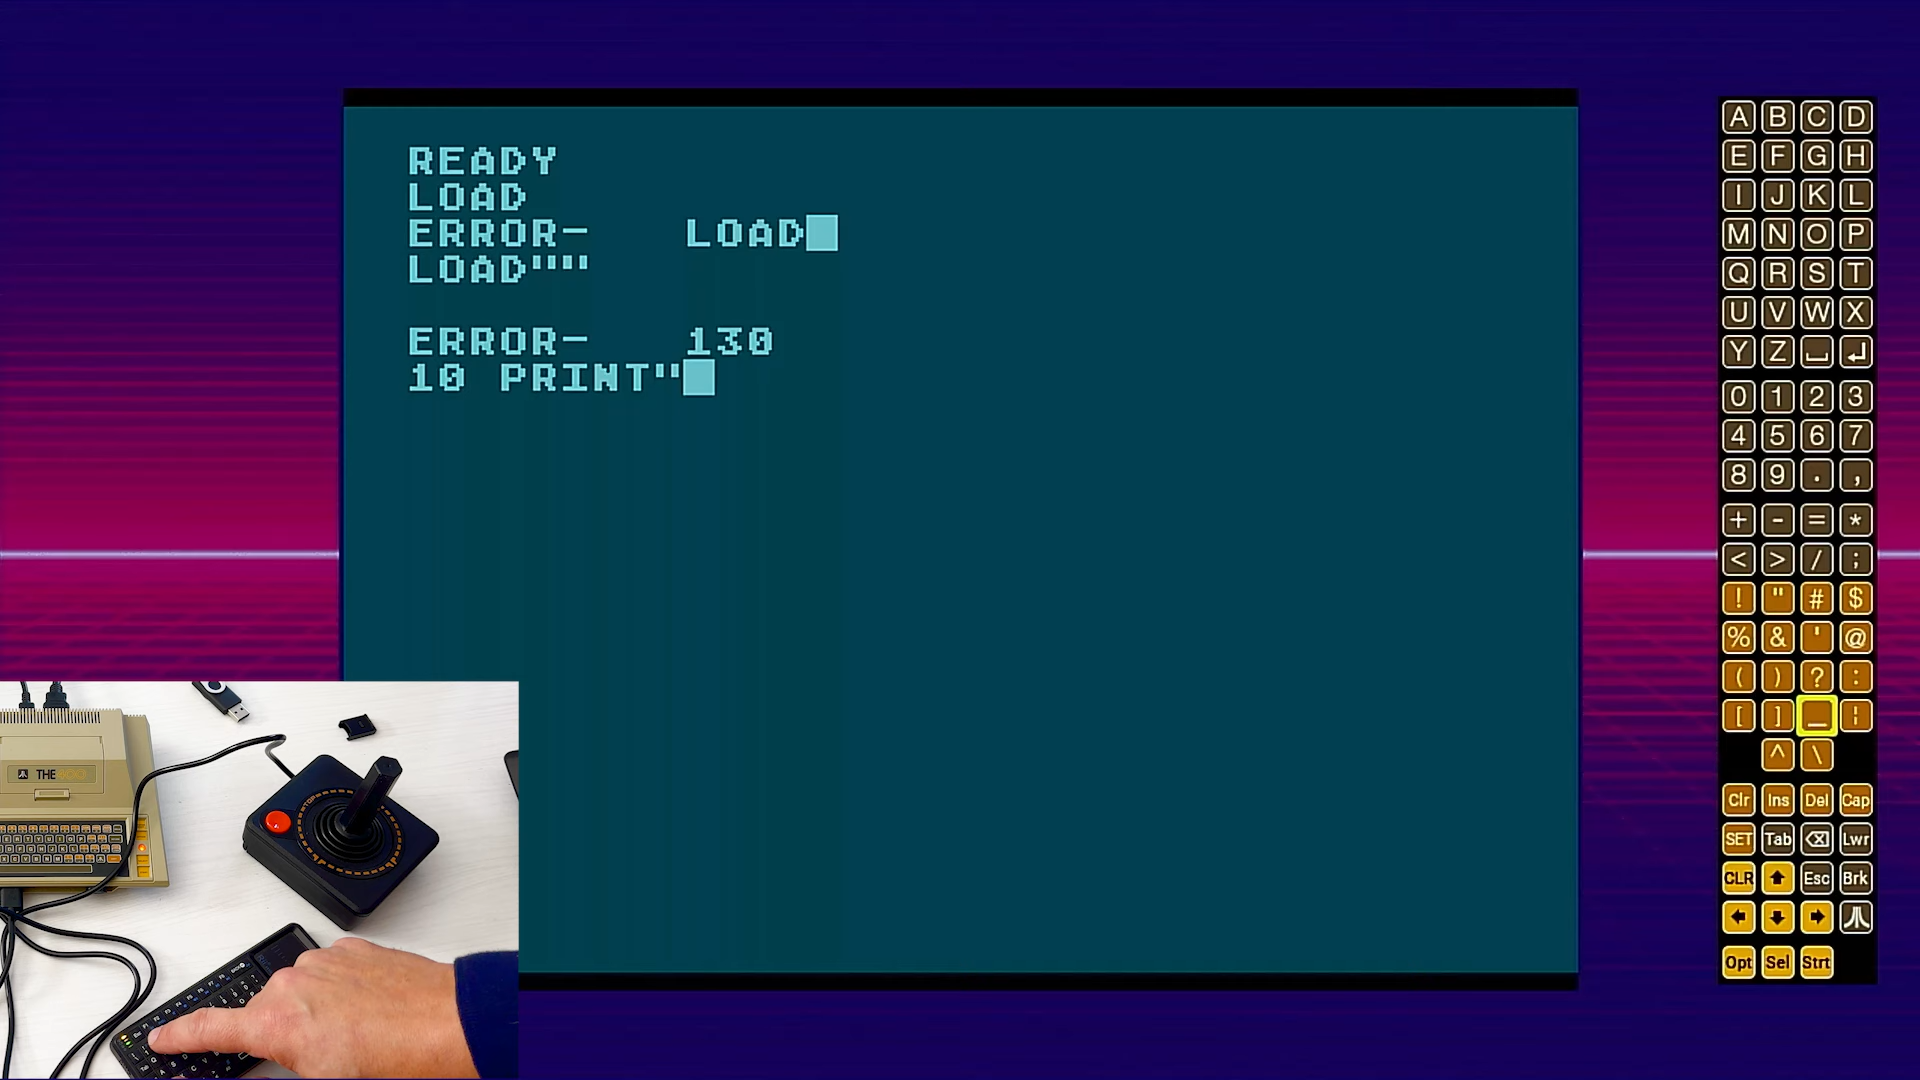 READY
LOAD
ERROR-    LOAD
LOAD""
ERROR-    130
10 PRINT"
A B C D
E F G H
I J K L
M N O P
Q R S T
U V W X
Y Z
0 1 2 3
4 5 6 7
8 9 . ,
+ - = *
< > / ;
! " # $
% & ' @
( ) ? :
[ ] _ ¦
^ \
Clr Ins Del Cap
SET Tab Lwr
CLR Esc Brk
Opt Sel Strt
THE400